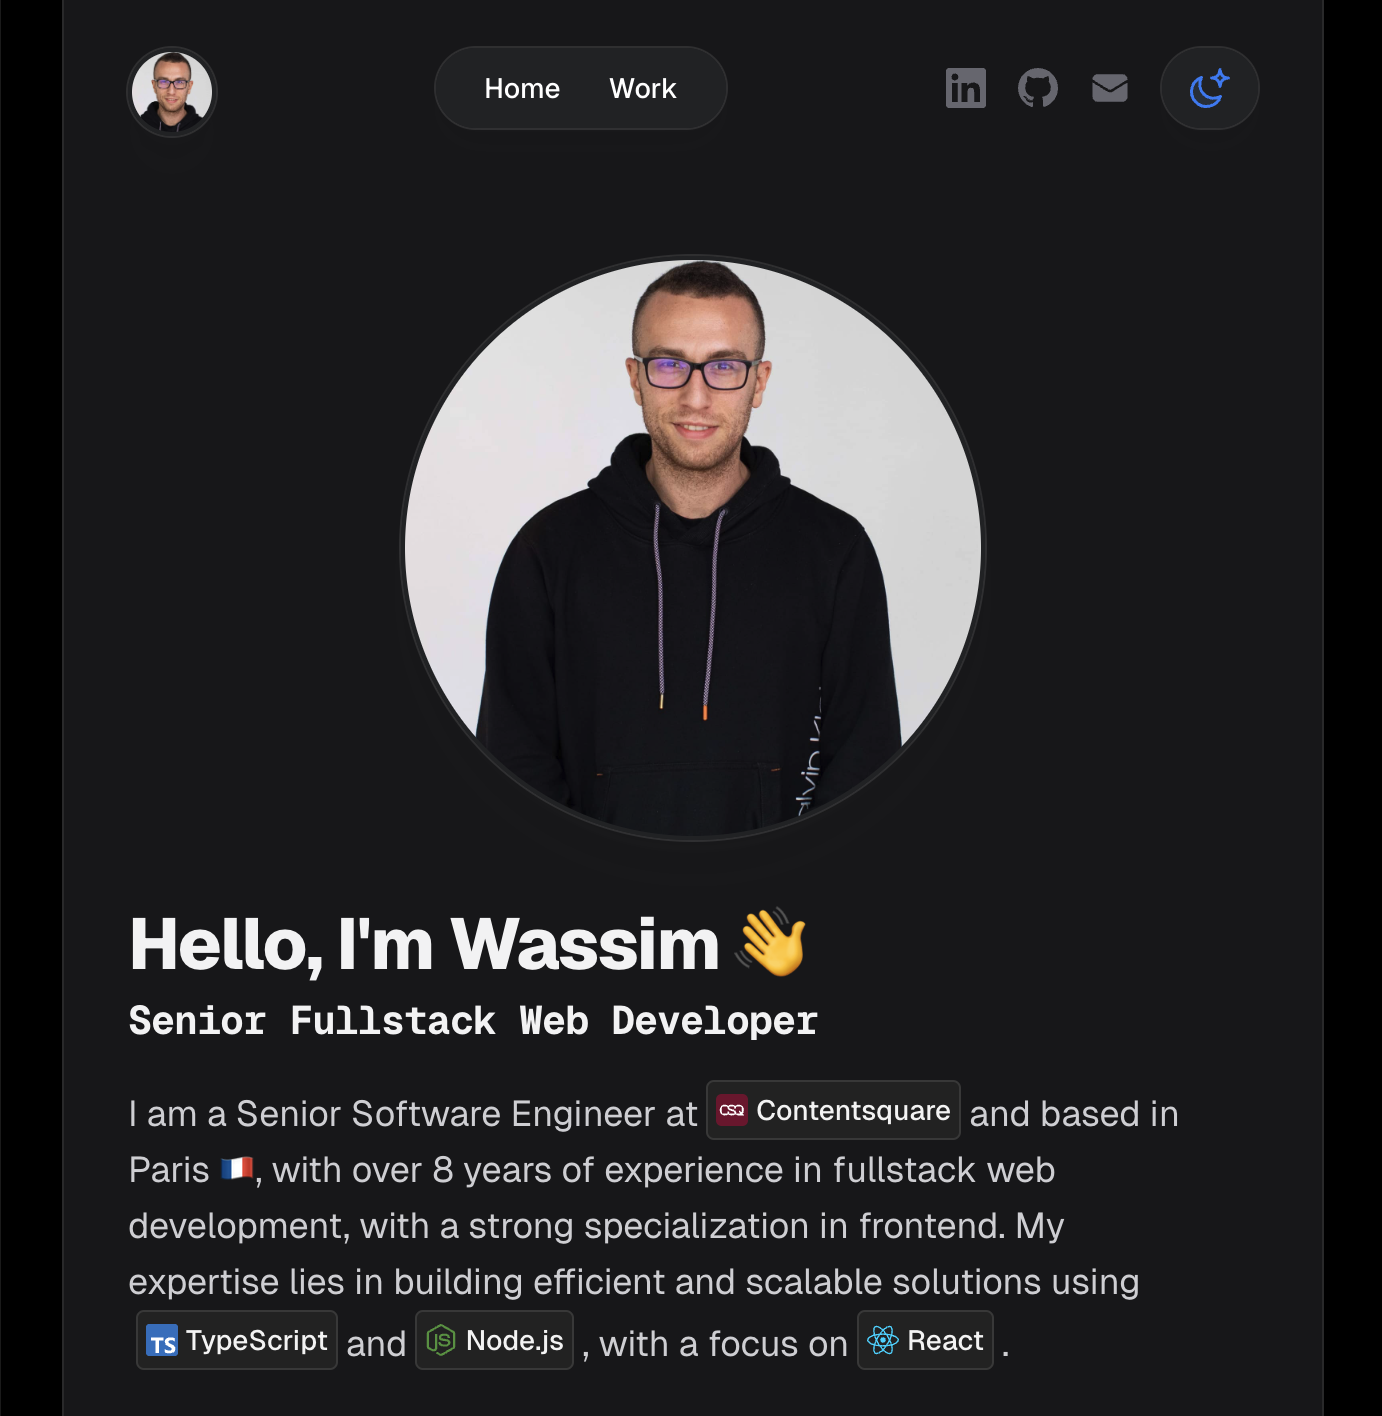 Home Work
in
Hello, I'm Wassim 👋
Senior Fullstack Web Developer
I am a Senior Software Engineer at CSQ Contentsquare and based in
Paris 🇫🇷, with over 8 years of experience in fullstack web
development, with a strong specialization in frontend. My
expertise lies in building efficient and scalable solutions using
TS TypeScript and JS Node.js , with a focus on React .